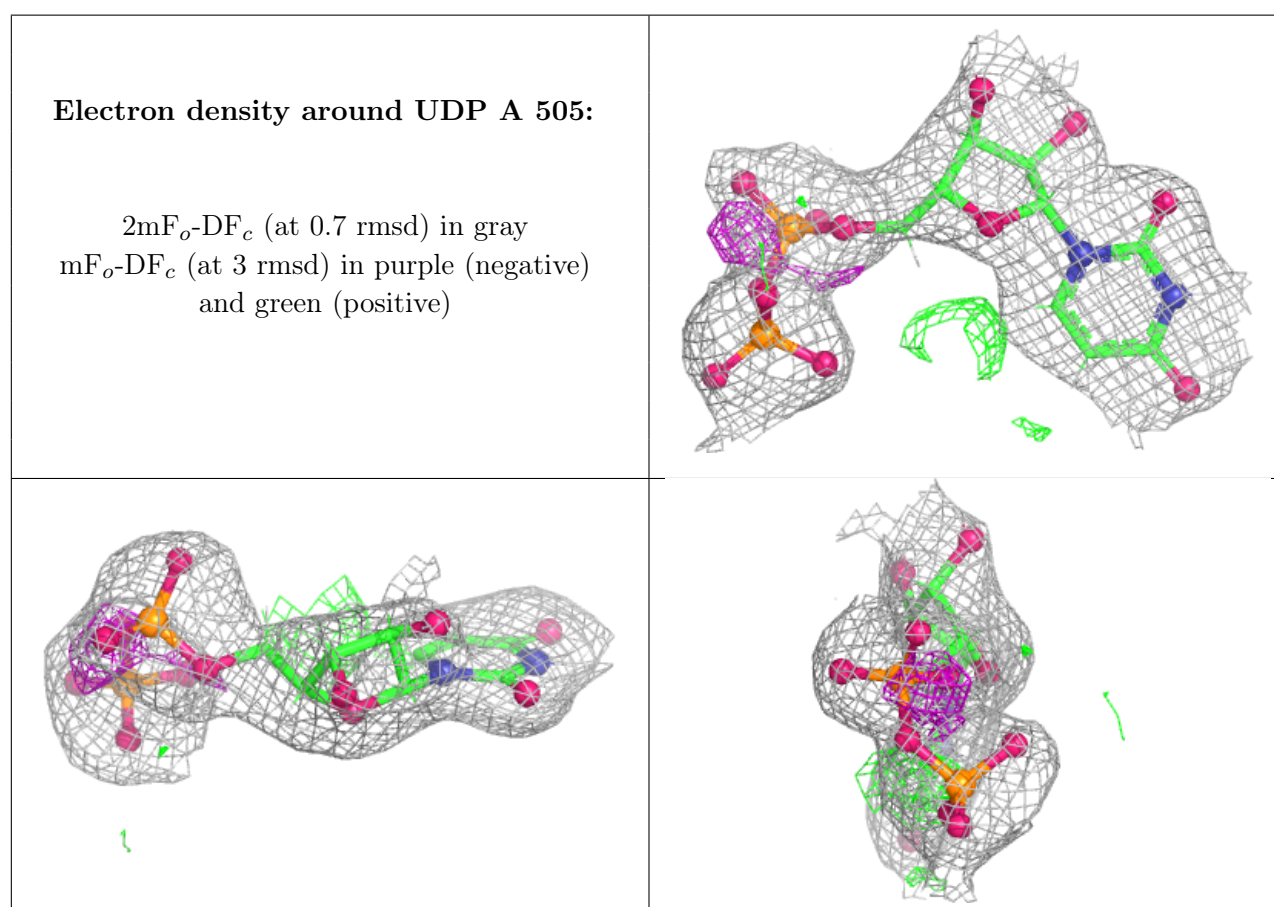 Electron density around UDP A 505:
2mFo-DFc (at 0.7 rmsd) in gray
mFo-DFc (at 3 rmsd) in purple (negative)
and green (positive)